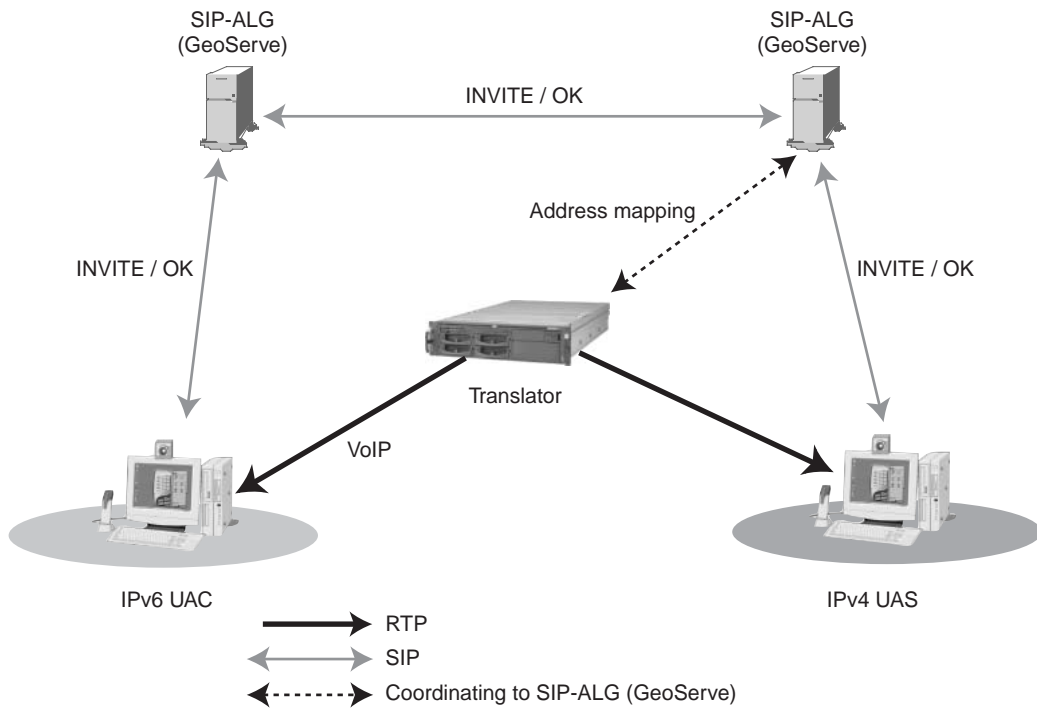 SIP-ALG
(GeoServe)
SIP-ALG
(GeoServe)
INVITE / OK
Address mapping
INVITE / OK
INVITE / OK
Translator
VoIP
IPv6 UAC
IPv4 UAS
RTP
SIP
Coordinating to SIP-ALG (GeoServe)